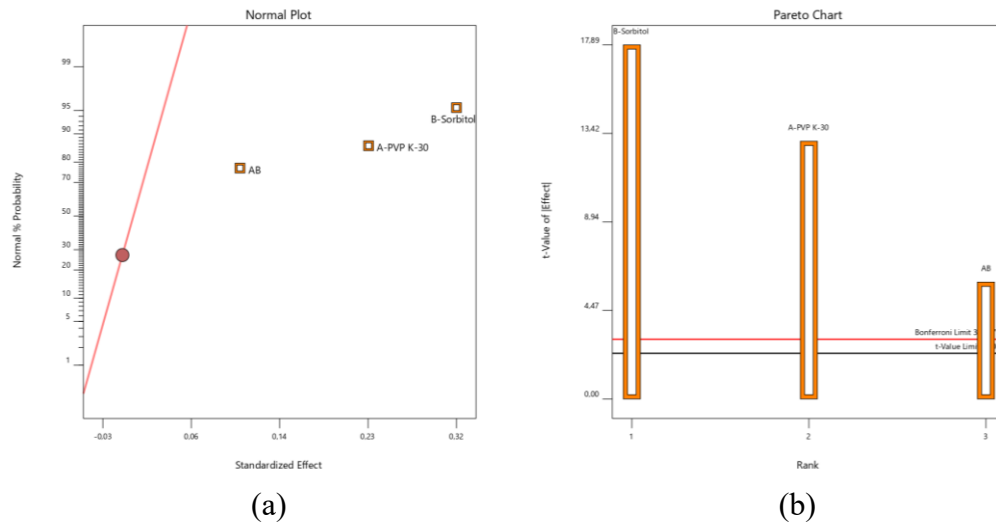 Normal Plot
Normal % Probability
99
95
90
80
70
50
30
20
10
5
1
B-Sorbitol
A-PVP K-30
AB
-0.03
0.06
0.14
0.23
0.32
Standardized Effect
(a)
Pareto Chart
t-Value of |Effect|
17,89
13,42
8,94
4,47
0,00
B-Sorbitol
A-PVP K-30
AB
Bonferroni Limit 3
t-Value Limi
1
2
3
Rank
(b)